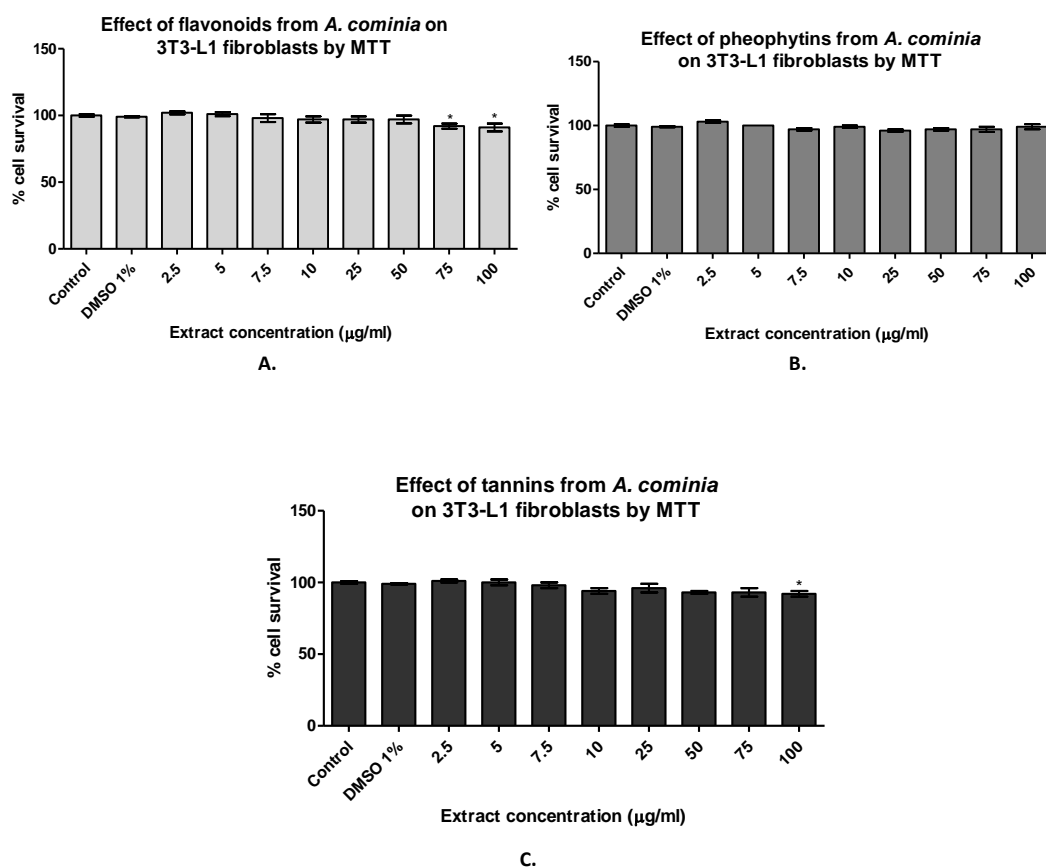 Effect of flavonoids from A. cominia on
3T3-L1 fibroblasts by MTT
150
100
50
0
% cell survival
* *
Control
DMSO 1%
2.5
5
7.5
10
25
50
75
100
Extract concentration (μg/ml)
A.
Effect of pheophytins from A. cominia
on 3T3-L1 fibroblasts by MTT
150
100
50
0
% cell survival
Control
DMSO 1%
2.5
5
7.5
10
25
50
75
100
Extract concentration (μg/ml)
B.
Effect of tannins from A. cominia
on 3T3-L1 fibroblasts by MTT
150
100
50
0
% cell survival
*
Control
DMSO 1%
2.5
5
7.5
10
25
50
75
100
Extract concentration (μg/ml)
C.